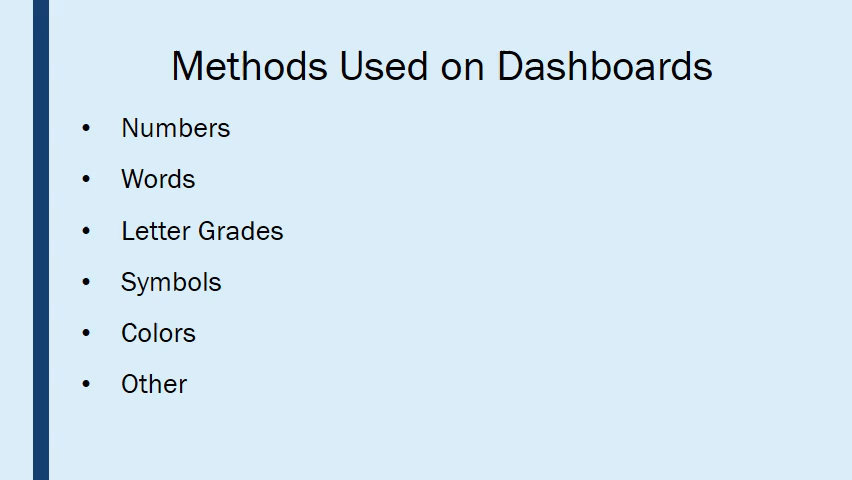 Methods Used on Dashboards
• Numbers
• Words
• Letter Grades
• Symbols
• Colors
• Other